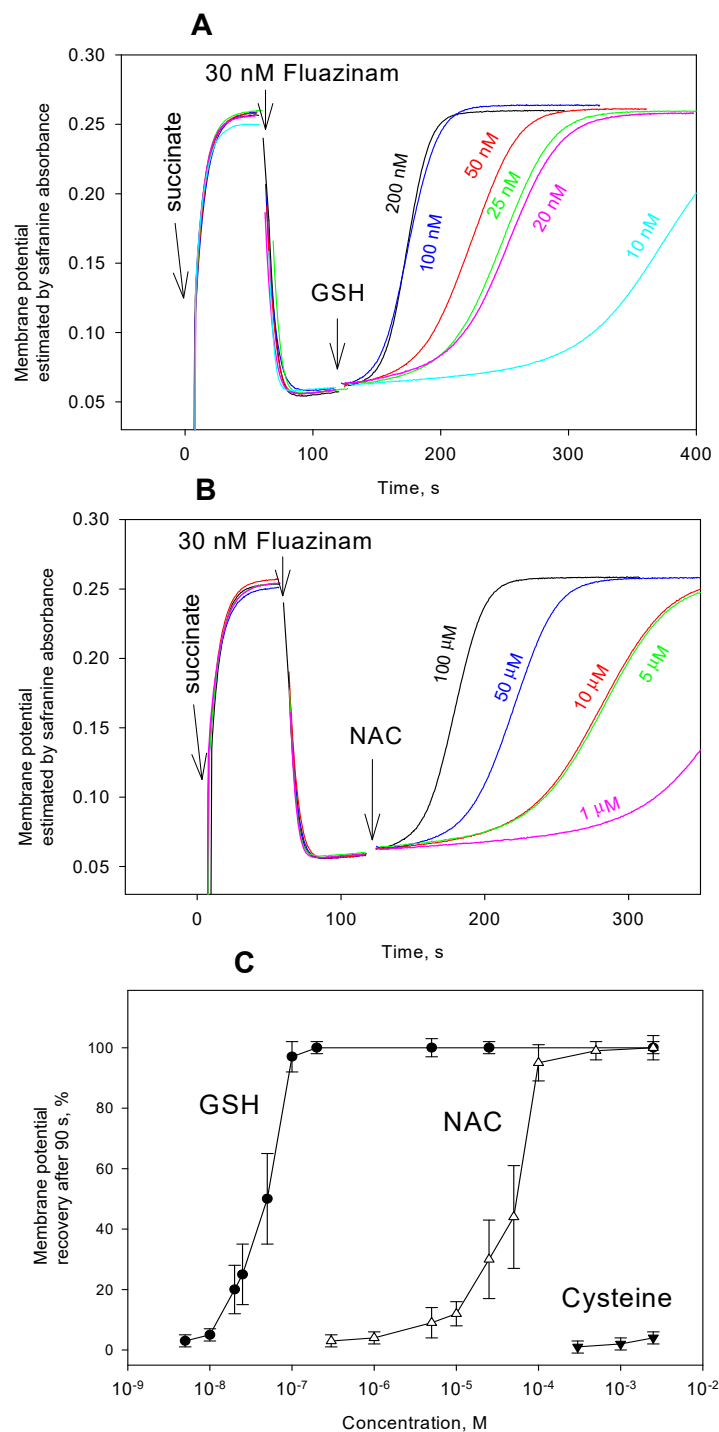 A
30 nM Fluazinam
succinate
GSH
200 nM
100 nM
50 nM
25 nM
20 nM
10 nM
0.30
0.25
0.20
0.15
0.10
0.05
Membrane potential
estimated by safranine absorbance
0 100 200 300 400
Time, s
B
30 nM Fluazinam
succinate
NAC
100 μM
50 μM
10 μM
5 μM
1 μM
0.30
0.25
0.20
0.15
0.10
0.05
Membrane potential
estimated by safranine absorbance
0 100 200 300
Time, s
C
GSH
NAC
Cysteine
100
80
60
40
20
0
Membrane potential
recovery after 90 s, %
10⁻⁹ 10⁻⁸ 10⁻⁷ 10⁻⁶ 10⁻⁵ 10⁻⁴ 10⁻³ 10⁻²
Concentration, M